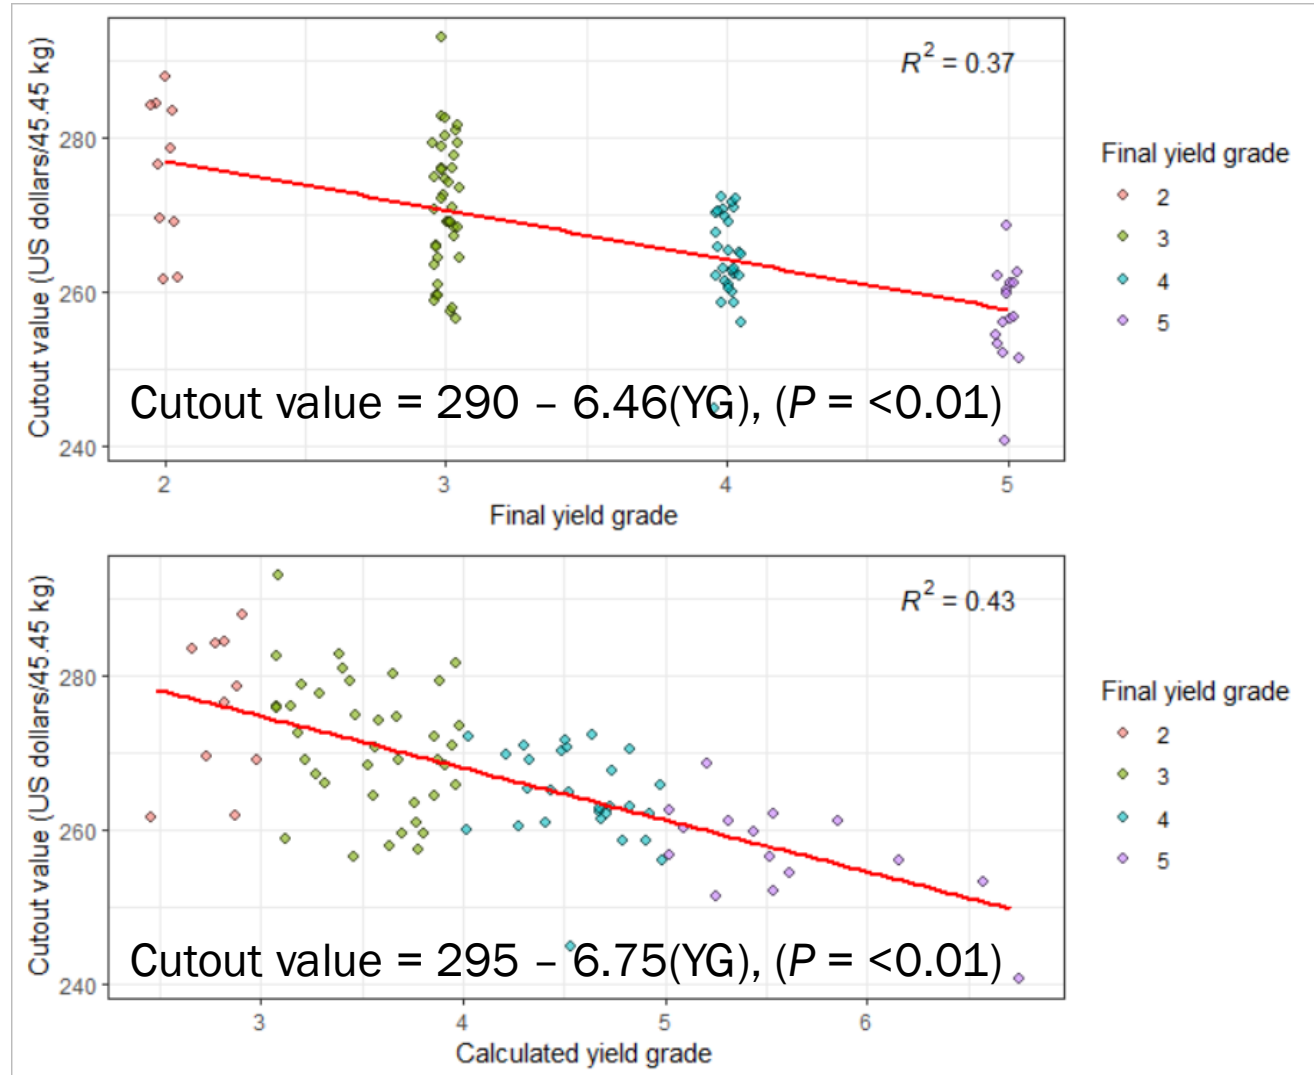 Cutout value (US dollars/45.45 kg)
280
260
240
R² = 0.37
Cutout value = 290 – 6.46(YG), (P = <0.01)
2 3 4 5
Final yield grade
Final yield grade
2
3
4
5
Cutout value (US dollars/45.45 kg)
280
260
240
R² = 0.43
Cutout value = 295 – 6.75(YG), (P = <0.01)
3 4 5 6
Calculated yield grade
Final yield grade
2
3
4
5